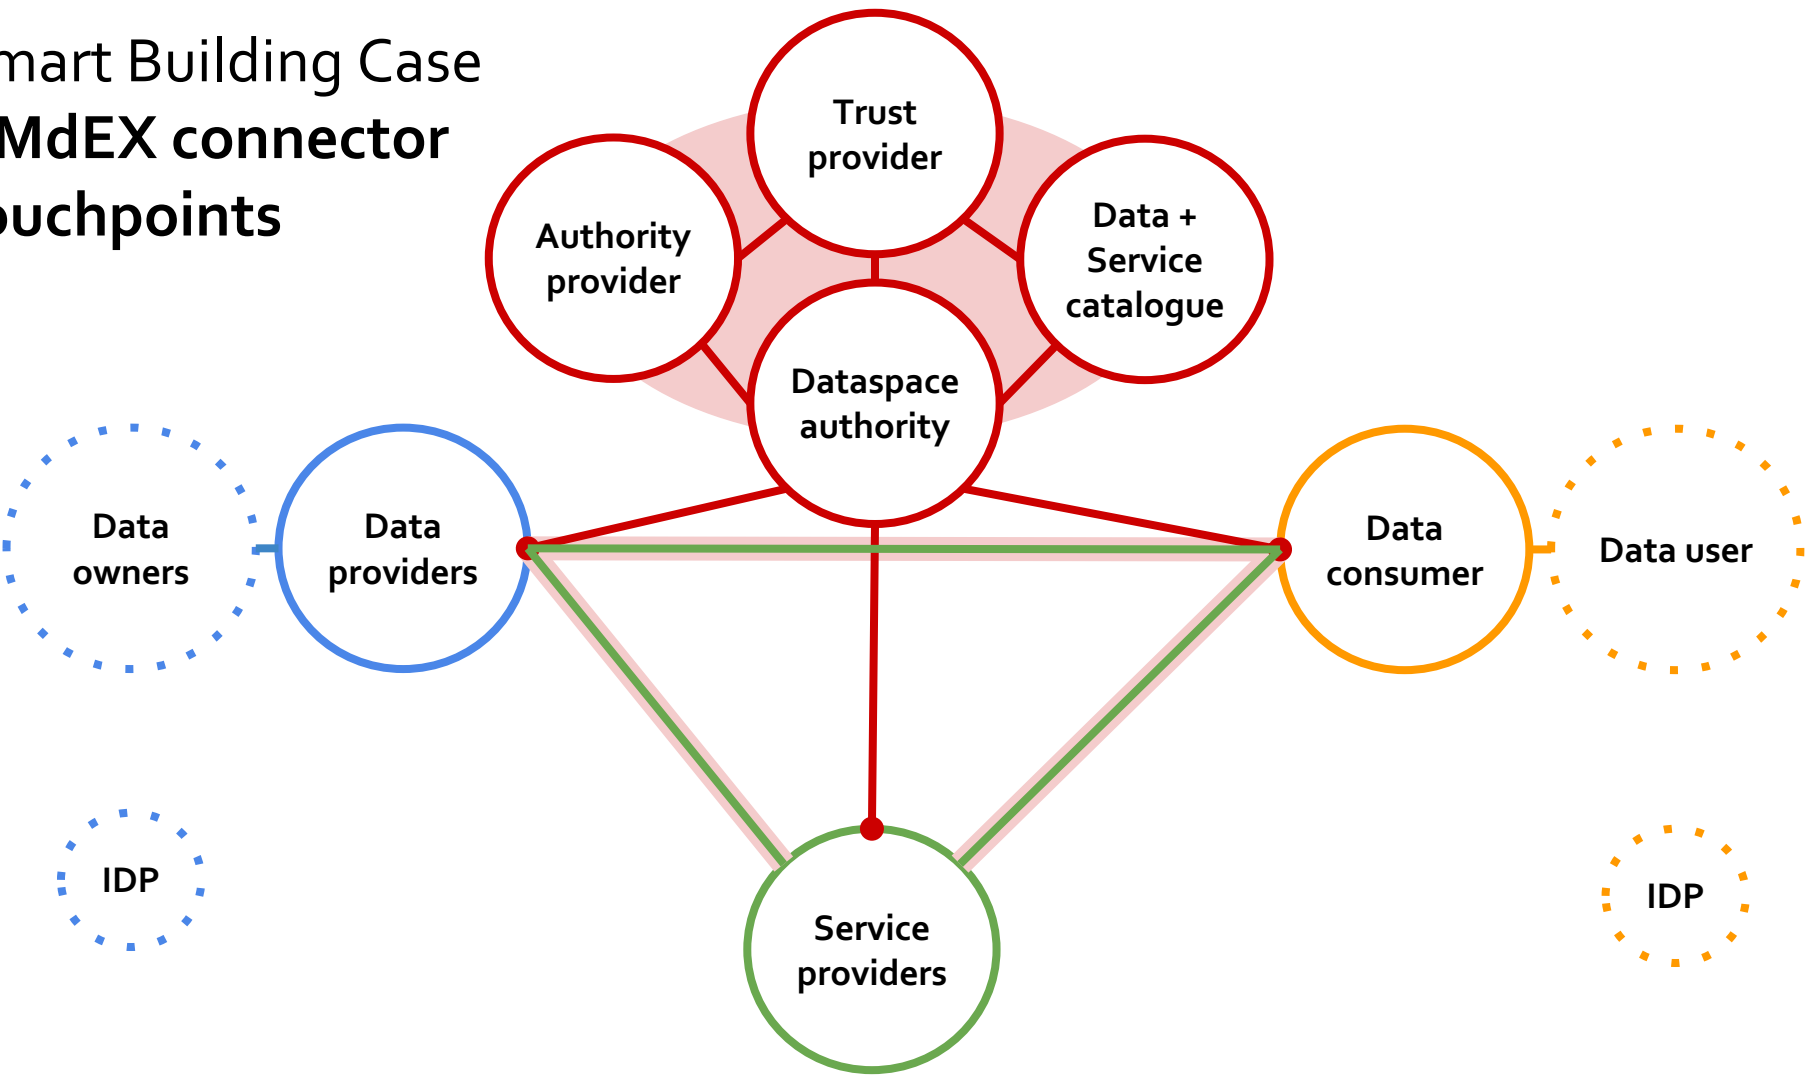 mart Building Case
MdEX connector
ouchpoints
Trust
provider
Authority
provider
Data +
Service
catalogue
Dataspace
authority
Data
owners
Data
providers
Data
consumer
Data user
IDP
IDP
Service
providers